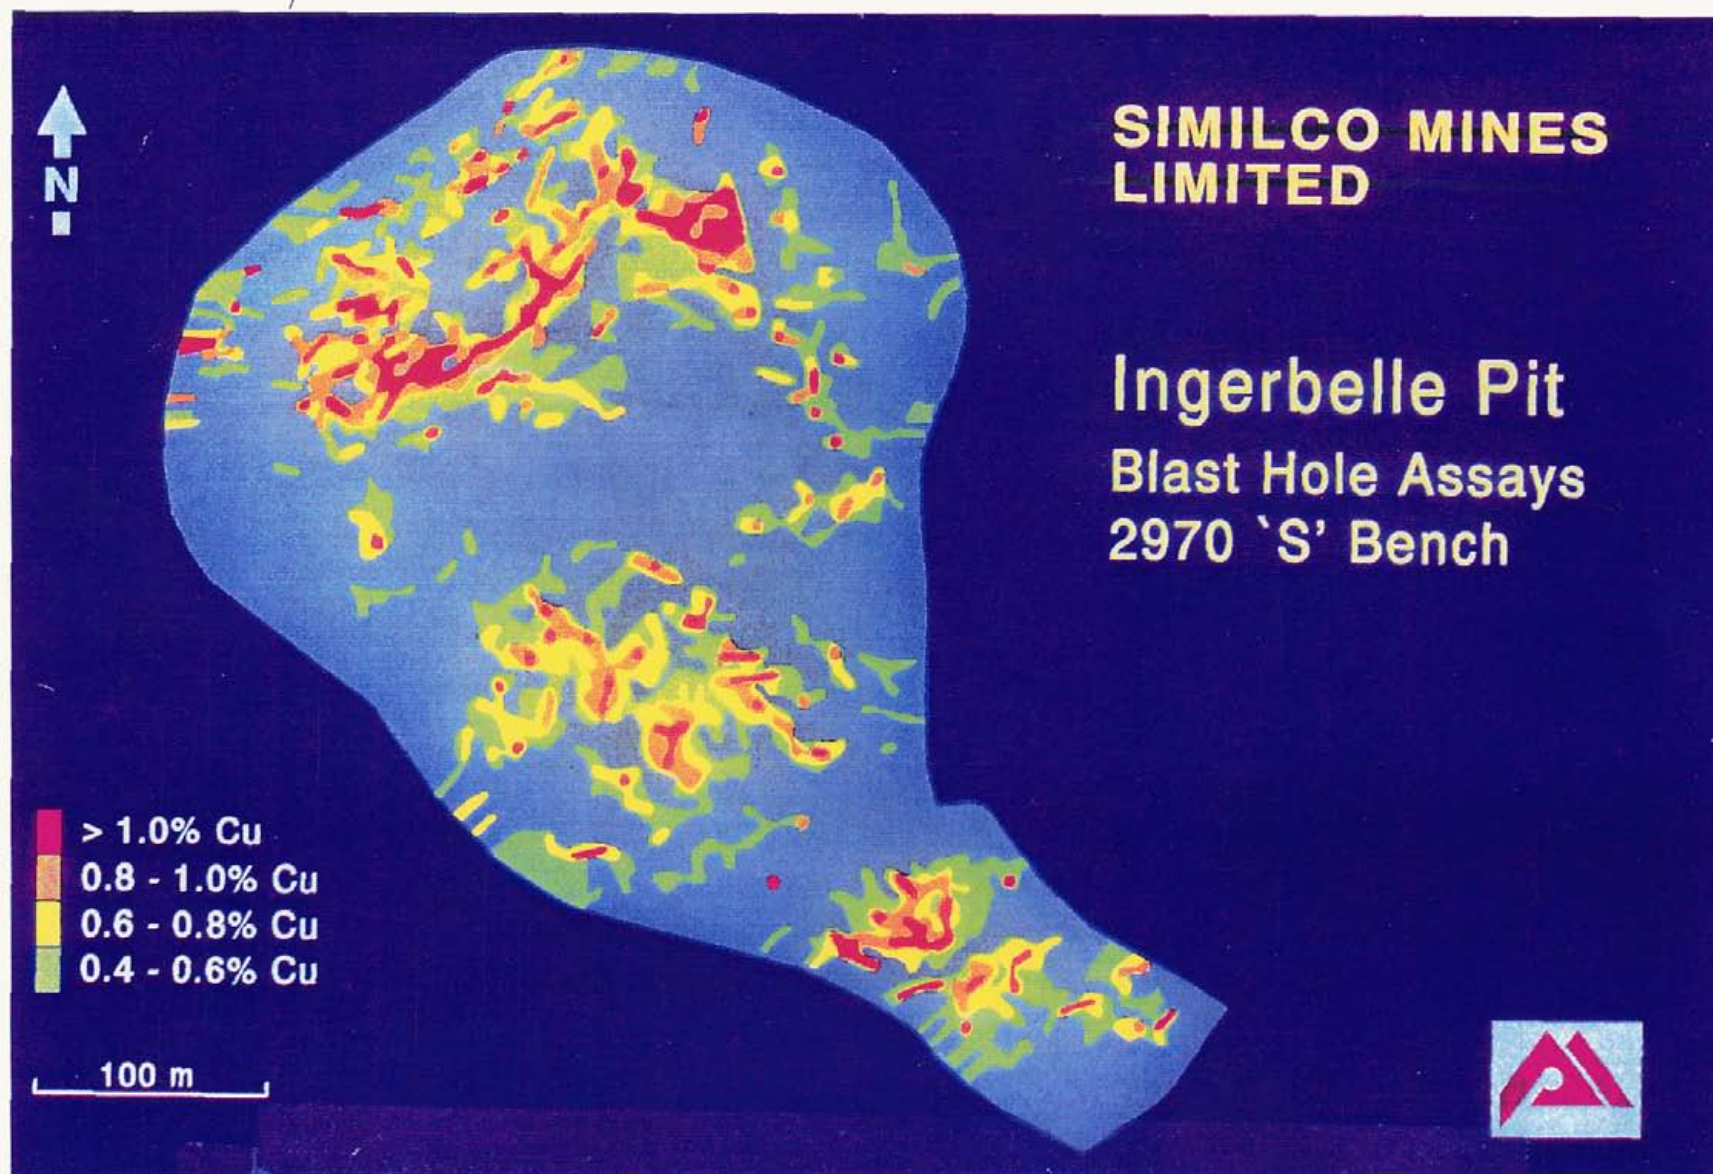 N
SIMILCO MINES
LIMITED
Ingerbelle Pit
Blast Hole Assays
2970 `S' Bench
> 1.0% Cu
0.8 - 1.0% Cu
0.6 - 0.8% Cu
0.4 - 0.6% Cu
100 m